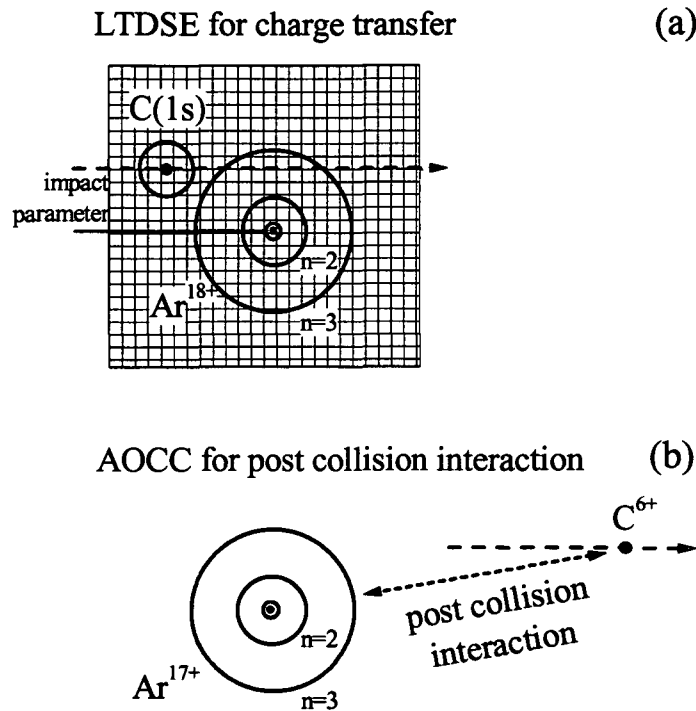 LTDSE for charge transfer (a)
C(1s)
impact
parameter
n=2
Ar18+
n=3
AOCC for post collision interaction (b)
C6+
post collision
interaction
n=2
Ar17+
n=3